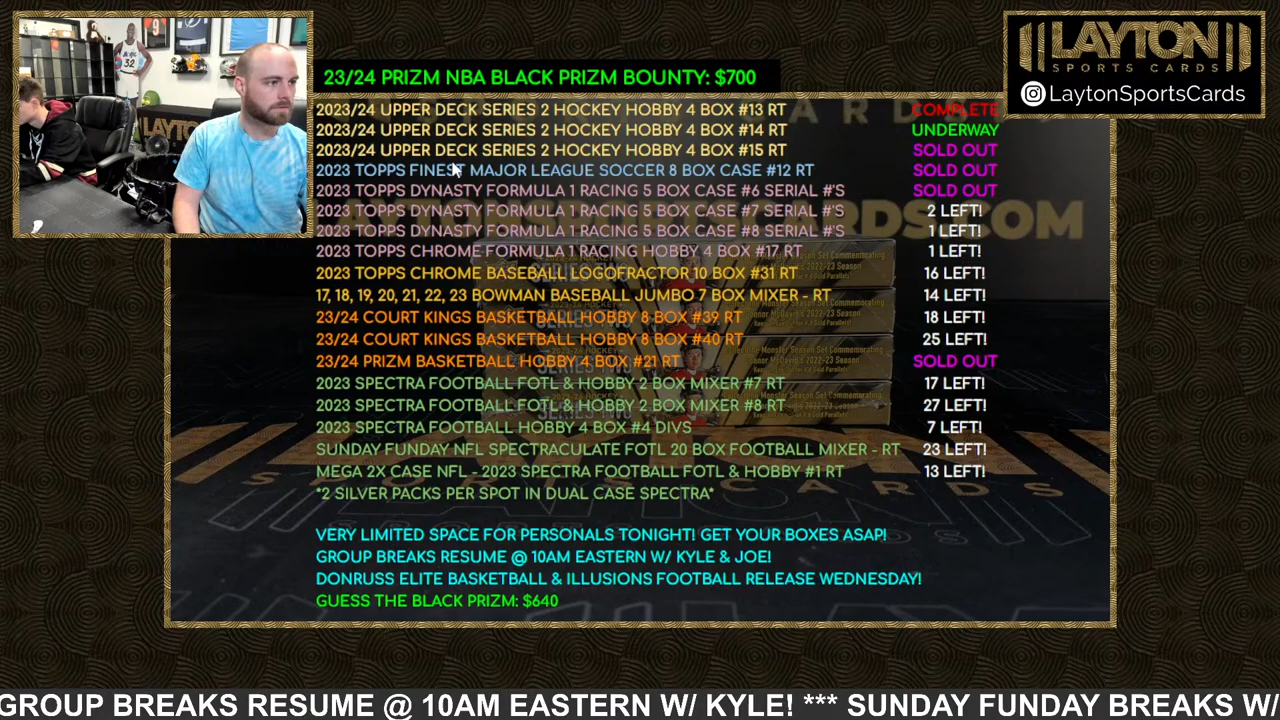 LAYTON
SPORTS CARDS
LaytonSportsCards
32
23/24 PRIZM NBA BLACK PRIZM BOUNTY: $700
2023/24 UPPER DECK SERIES 2 HOCKEY HOBBY 4 BOX #13 RT COMPLETE
2023/24 UPPER DECK SERIES 2 HOCKEY HOBBY 4 BOX #14 RT UNDERWAY
2023/24 UPPER DECK SERIES 2 HOCKEY HOBBY 4 BOX #15 RT SOLD OUT
2023 TOPPS FINEST MAJOR LEAGUE SOCCER 8 BOX CASE #12 RT SOLD OUT
2023 TOPPS DYNASTY FORMULA 1 RACING 5 BOX CASE #6 SERIAL #'S SOLD OUT
2023 TOPPS DYNASTY FORMULA 1 RACING 5 BOX CASE #7 SERIAL #'S 2 LEFT!
2023 TOPPS DYNASTY FORMULA 1 RACING 5 BOX CASE #8 SERIAL #'S 1 LEFT!
2023 TOPPS CHROME FORMULA 1 RACING HOBBY 4 BOX #17 RT 1 LEFT!
2023 TOPPS CHROME BASEBALL LOGOFRACTOR 10 BOX #31 RT 16 LEFT!
17, 18, 19, 20, 21, 22, 23 BOWMAN BASEBALL JUMBO 7 BOX MIXER - RT 14 LEFT!
23/24 COURT KINGS BASKETBALL HOBBY 8 BOX #39 RT 18 LEFT!
23/24 COURT KINGS BASKETBALL HOBBY 8 BOX #40 RT 25 LEFT!
23/24 PRIZM BASKETBALL HOBBY 4 BOX #21 RT SOLD OUT
2023 SPECTRA FOOTBALL FOTL & HOBBY 2 BOX MIXER #7 RT 17 LEFT!
2023 SPECTRA FOOTBALL FOTL & HOBBY 2 BOX MIXER #8 RT 27 LEFT!
2023 SPECTRA FOOTBALL HOBBY 4 BOX #4 DIVS 7 LEFT!
SUNDAY FUNDAY NFL SPECTRACULATE FOTL 20 BOX FOOTBALL MIXER - RT 23 LEFT!
MEGA 2X CASE NFL - 2023 SPECTRA FOOTBALL FOTL & HOBBY #1 RT 13 LEFT!
*2 SILVER PACKS PER SPOT IN DUAL CASE SPECTRA*
VERY LIMITED SPACE FOR PERSONALS TONIGHT! GET YOUR BOXES ASAP!
GROUP BREAKS RESUME @ 10AM EASTERN W/ KYLE & JOE!
DONRUSS ELITE BASKETBALL & ILLUSIONS FOOTBALL RELEASE WEDNESDAY!
GUESS THE BLACK PRIZM: $640
GROUP BREAKS RESUME @ 10AM EASTERN W/ KYLE! *** SUNDAY FUNDAY BREAKS W/